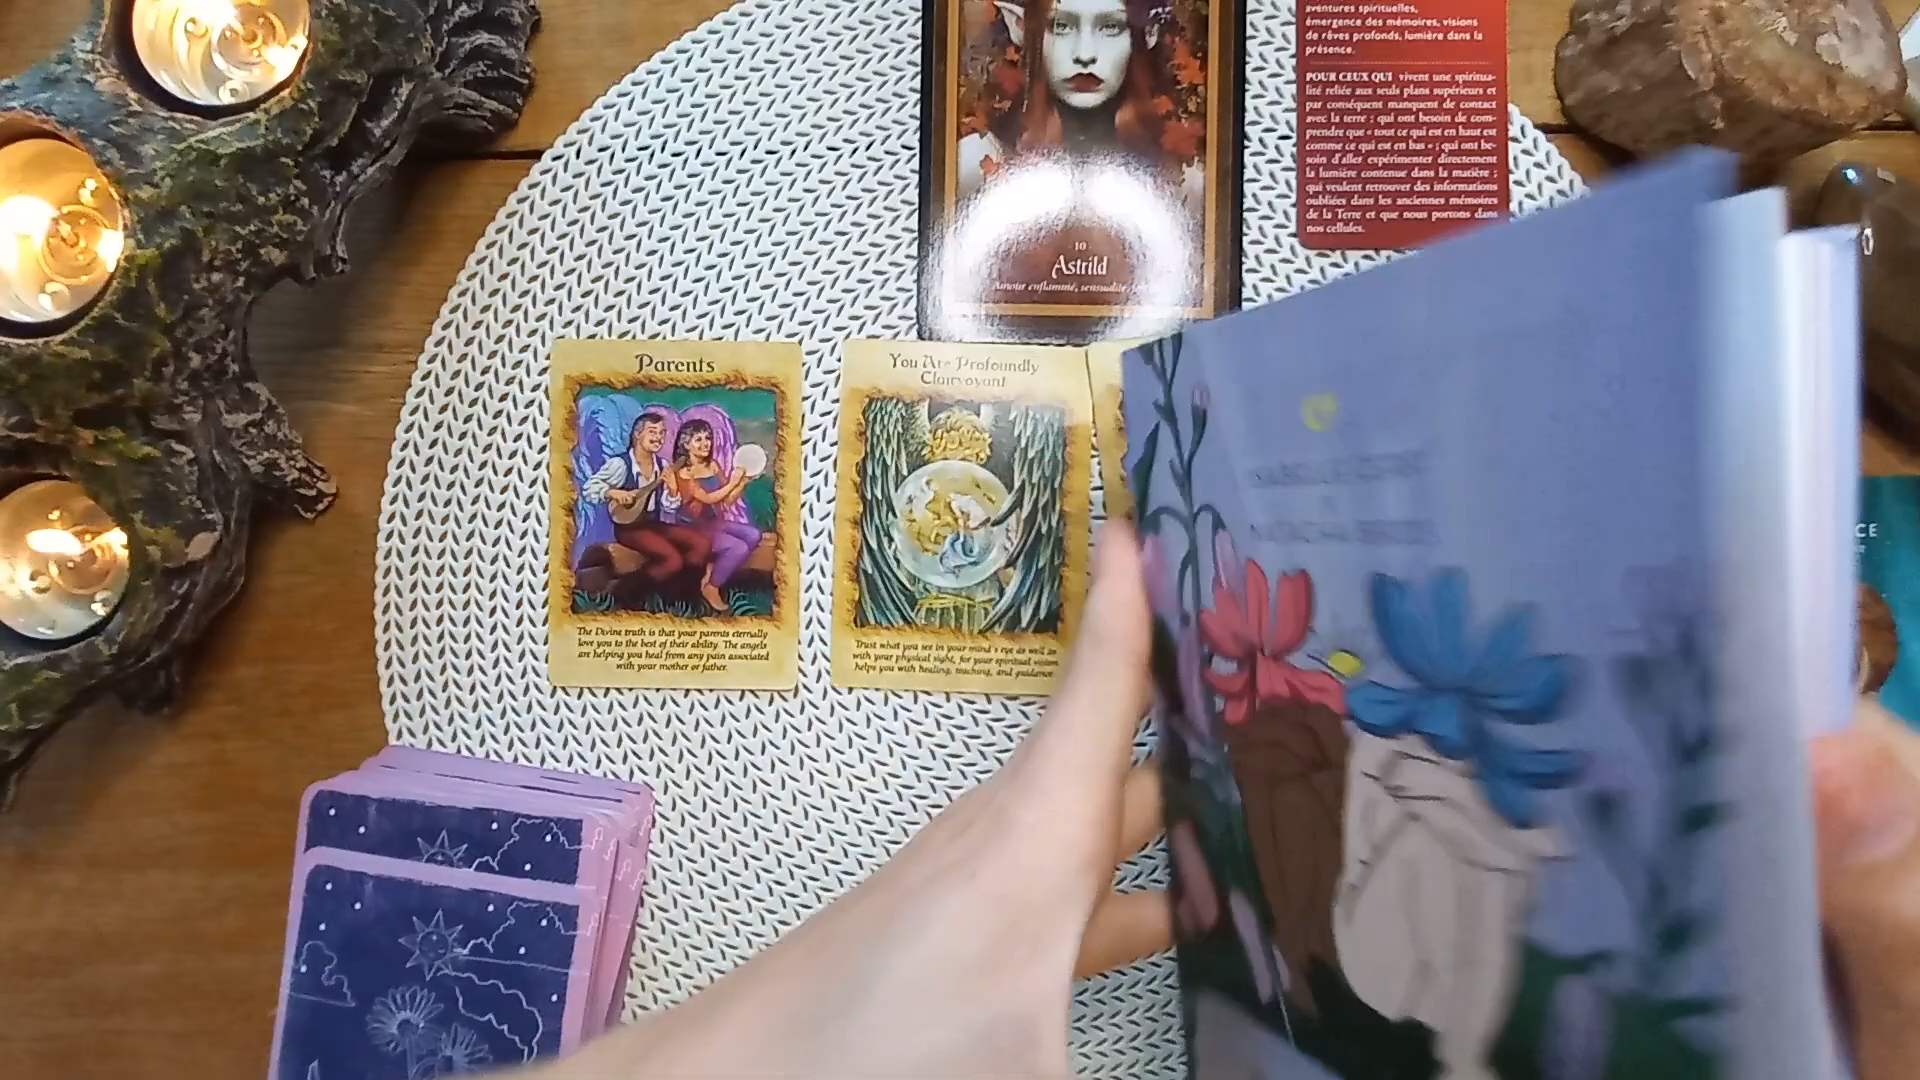 aventures spirituelles,
émergence des mémoires, visions
de rêves profonds, lumière dans la
présence.
POUR CEUX QUI vivent une spiritua-
lité reliée aux seuls plans supérieurs et
par conséquent manquent de contact
avec la terre ; qui ont besoin de com-
prendre que « tout ce qui est en haut est
comme ce qui est en bas » ; qui ont be-
soin d'aller expérimenter directement
la lumière contenue dans la matière ;
qui veulent retrouver des informations
oubliées dans les anciennes mémoires
de la Terre et que nous portons dans
nos cellules.
10
Astrild
Amour enflammé, sensualité,
Parents
The Divine truth is that your parents eternally
love you to the best of their ability. The angels
are helping you heal from any pain associated
with your mother or father.
You Are Profoundly
Clairvoyant
Trust what you see in your mind's eye as well as
with your physical sight, for your spiritual vision
helps you with healing, teaching, and guidance.
CE